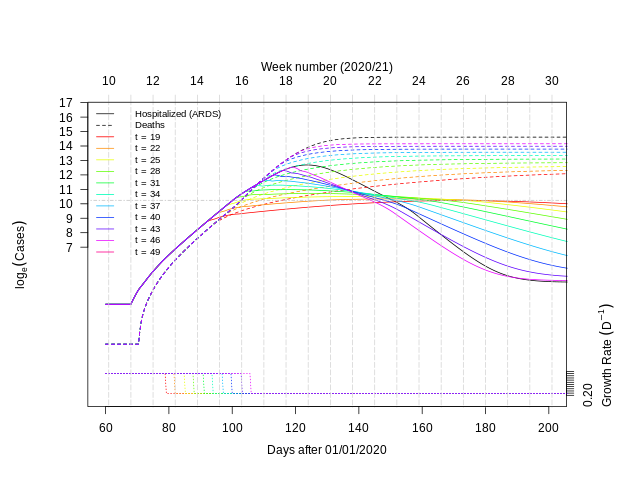 Week number (2020/21)
10 11 12 14 16 18 20 22 24 26 28 30
17
16
15
14
13
12
11
10
9
8
7
Hospitalized (ARDS)
Deaths
t = 19
t = 22
t = 25
t = 28
t = 31
t = 34
t = 37
t = 40
t = 43
t = 46
t = 49
loge(Cases)
0.20
Growth Rate (D−1)
60 80 100 120 140 160 180 200
Days after 01/01/2020